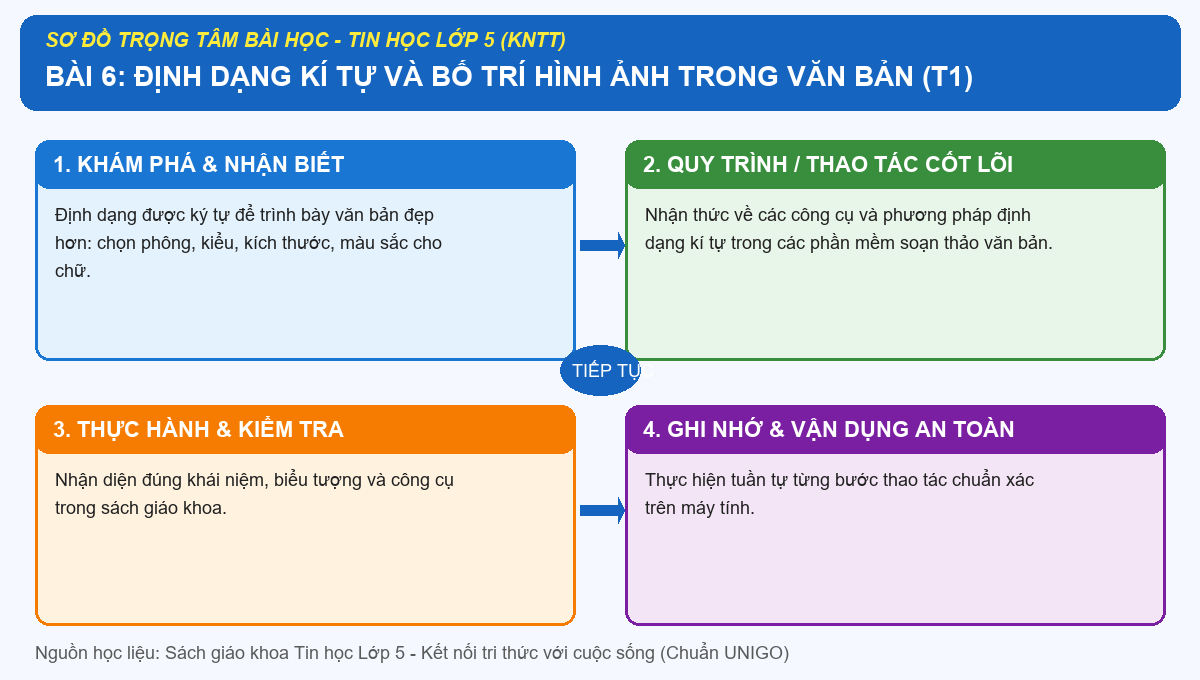 SƠ ĐỒ TRỌNG TÂM BÀI HỌC - TIN HỌC LỚP 5 (KNTT)
BÀI 6: ĐỊNH DẠNG KÍ TỰ VÀ BỐ TRÍ HÌNH ẢNH TRONG VĂN BẢN (T1)
1. KHÁM PHÁ & NHẬN BIẾT
Định dạng được ký tự để trình bày văn bản đẹp
hơn: chọn phông, kiểu, kích thước, màu sắc cho
chữ.
2. QUY TRÌNH / THAO TÁC CỐT LÕI
Nhận thức về các công cụ và phương pháp định
dạng kí tự trong các phần mềm soạn thảo văn bản.
TIẾP TỤC
3. THỰC HÀNH & KIỂM TRA
Nhận diện đúng khái niệm, biểu tượng và công cụ
trong sách giáo khoa.
4. GHI NHỚ & VẬN DỤNG AN TOÀN
Thực hiện tuần tự từng bước thao tác chuẩn xác
trên máy tính.
Nguồn học liệu: Sách giáo khoa Tin học Lớp 5 - Kết nối tri thức với cuộc sống (Chuẩn UNIGO)